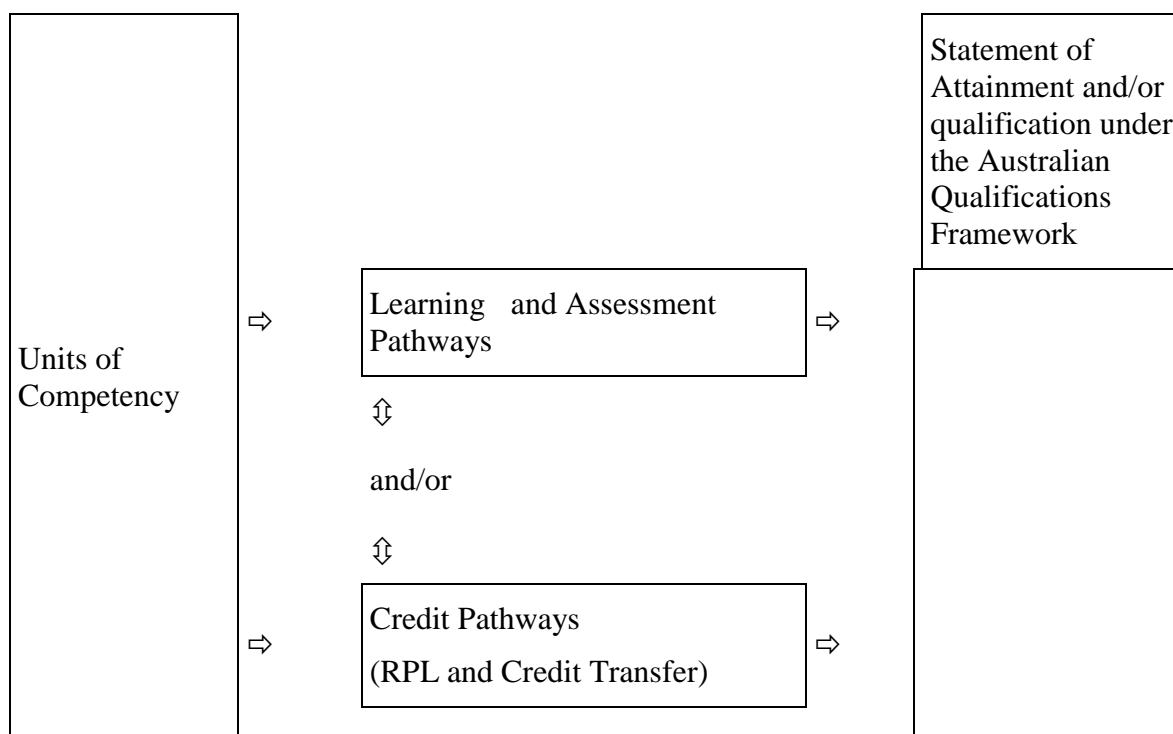 Statement of
Attainment and/or
qualification under
the Australian
Qualifications
Framework
⇨
Learning and Assessment
Pathways
⇨
Units of
Competency
⇳
and/or
⇳
⇨
Credit Pathways
(RPL and Credit Transfer)
⇨